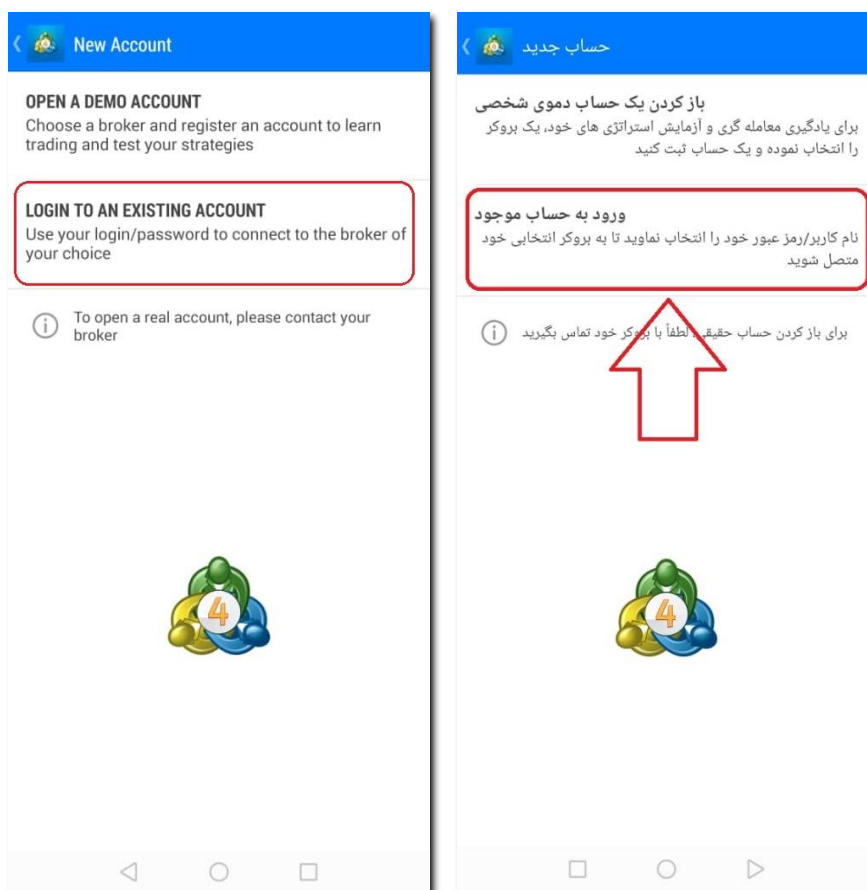 New Account
OPEN A DEMO ACCOUNT
Choose a broker and register an account to learn
trading and test your strategies
LOGIN TO AN EXISTING ACCOUNT
Use your login/password to connect to the broker of
your choice
To open a real account, please contact your
broker
4
حساب جدید
باز کردن یک حساب دموی شخصی
برای یادگیری معامله گری و آزمایش استراتژی های خود، یک بروکر
را انتخاب نموده و یک حساب ثبت کنید
ورود به حساب موجود
نام کاربر/رمز عبور خود را انتخاب نماوید تا به بروکر انتخابی خود
متصل شوید
برای باز کردن حساب حقیقی، لطفاً با بروکر خود تماس بگیرید
4